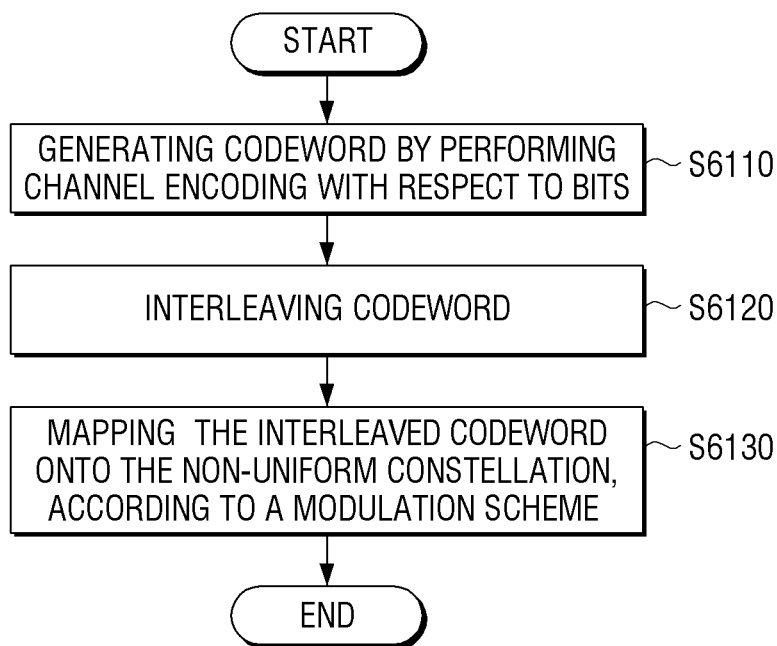 START
GENERATING CODEWORD BY PERFORMING
CHANNEL ENCODING WITH RESPECT TO BITS
S6110
INTERLEAVING CODEWORD
S6120
MAPPING THE INTERLEAVED CODEWORD
ONTO THE NON-UNIFORM CONSTELLATION,
ACCORDING TO A MODULATION SCHEME
S6130
END